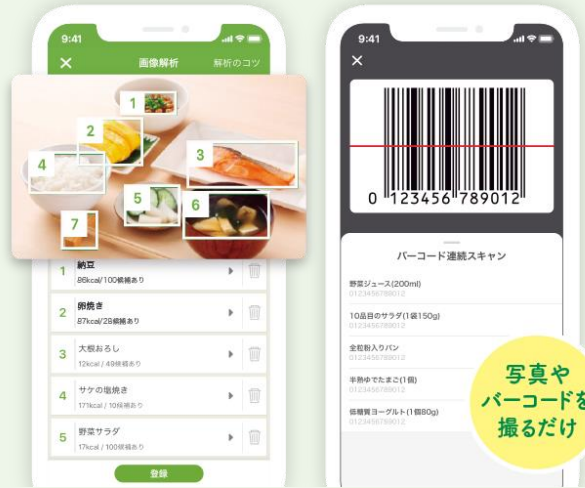 9:41
画像解析
解析のコツ
1
2
3
4
5
6
7
1 納豆
86kcal/100候補あり
2 卵焼き
87kcal/28候補あり
3 大根おろし
12kcal / 49候補あり
4 サケの塩焼き
171kcal / 10候補あり
5 野菜サラダ
17kcal / 100候補あり
登録
9:41
0 123456 789012
バーコード連続スキャン
野菜ジュース(200ml)
0123456789012
10品目のサラダ(1袋150g)
0123456789012
全粒粉入りパン
0123456789012
半熟ゆでたまご(1個)
0123456789012
低糖質ヨーグルト(1個80g)
0123456789012
写真や
バーコードを
撮るだけ